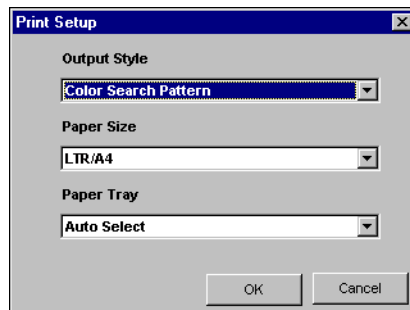 Print Setup
Output Style
Color Search Pattern
Paper Size
LTR/A4
Paper Tray
Auto Select
OK Cancel